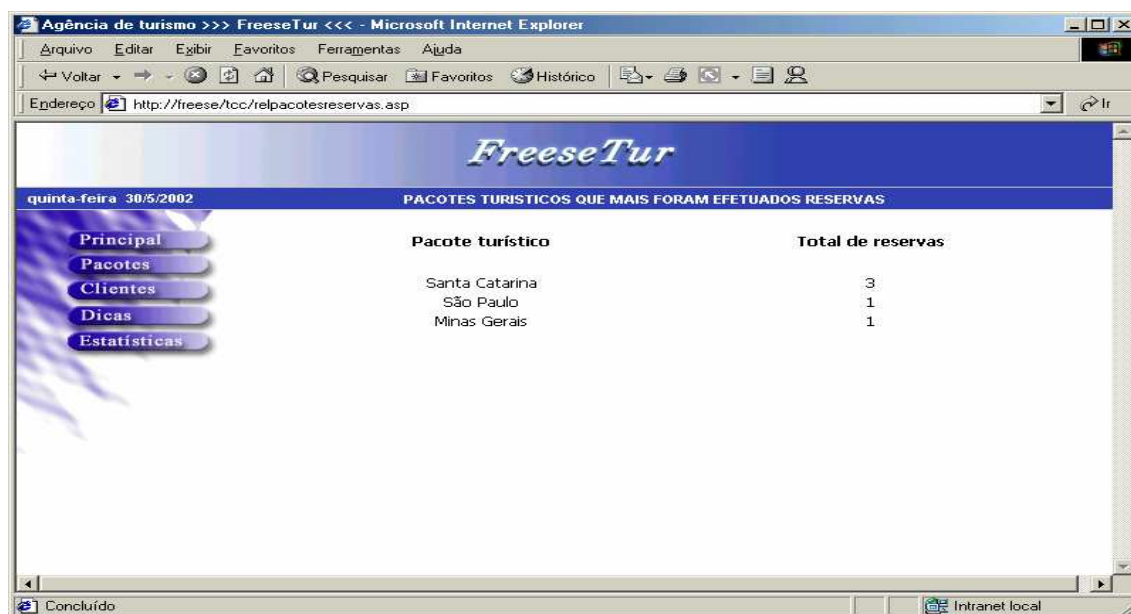 Agência de turismo >>> FreeseTur <<< - Microsoft Internet Explorer
Arquivo Editar Exibir Favoritos Ferramentas Ajuda
Voltar Pesquisar Favoritos Histórico
Endereço http://freese/tcc/relpacotesreservas.asp Ir
FreeseTur
quinta-feira 30/5/2002 PACOTES TURISTICOS QUE MAIS FORAM EFETUADOS RESERVAS
Principal
Pacotes
Clientes
Dicas
Estatísticas
Pacote turístico Total de reservas
Santa Catarina 3
São Paulo 1
Minas Gerais 1
Concluído Intranet local